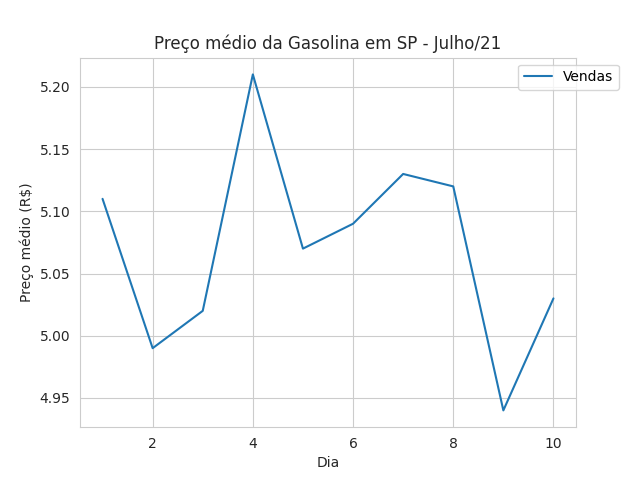 Preço médio da Gasolina em SP - Julho/21
Vendas
5.20
5.15
5.10
5.05
5.00
4.95
Preço médio (R$)
2 4 6 8 10
Dia